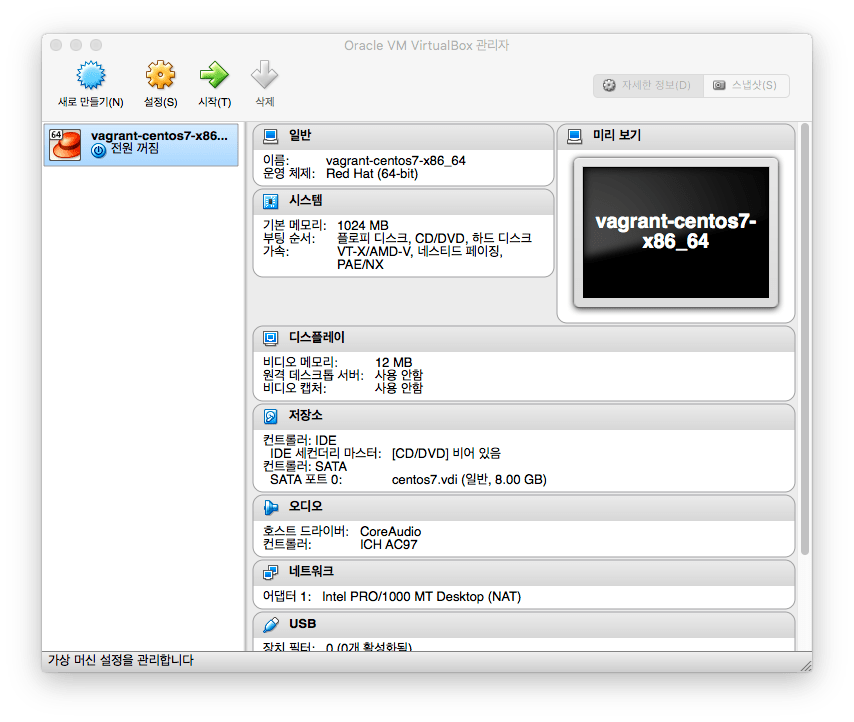 Oracle VM VirtualBox 관리자
새로 만들기(N) 설정(S) 시작(T) 삭제 자세한 정보(D) 스냅샷(S)
64
vagrant-centos7-x86...
전원 꺼짐
일반
이름: vagrant-centos7-x86_64
운영 체제: Red Hat (64-bit)
시스템
기본 메모리: 1024 MB
부팅 순서: 플로피 디스크, CD/DVD, 하드 디스크
가속: VT-X/AMD-V, 네스티드 페이징,
PAE/NX
미리 보기
vagrant-centos7-
x86_64
디스플레이
비디오 메모리: 12 MB
원격 데스크톱 서버: 사용 안함
비디오 캡처: 사용 안함
저장소
컨트롤러: IDE
IDE 세컨더리 마스터: [CD/DVD] 비어 있음
컨트롤러: SATA
SATA 포트 0: centos7.vdi (일반, 8.00 GB)
오디오
호스트 드라이버: CoreAudio
컨트롤러: ICH AC97
네트워크
어댑터 1: Intel PRO/1000 MT Desktop (NAT)
USB
장치 필터: 0 (0개 활성화됨)
가상 머신 설정을 관리합니다